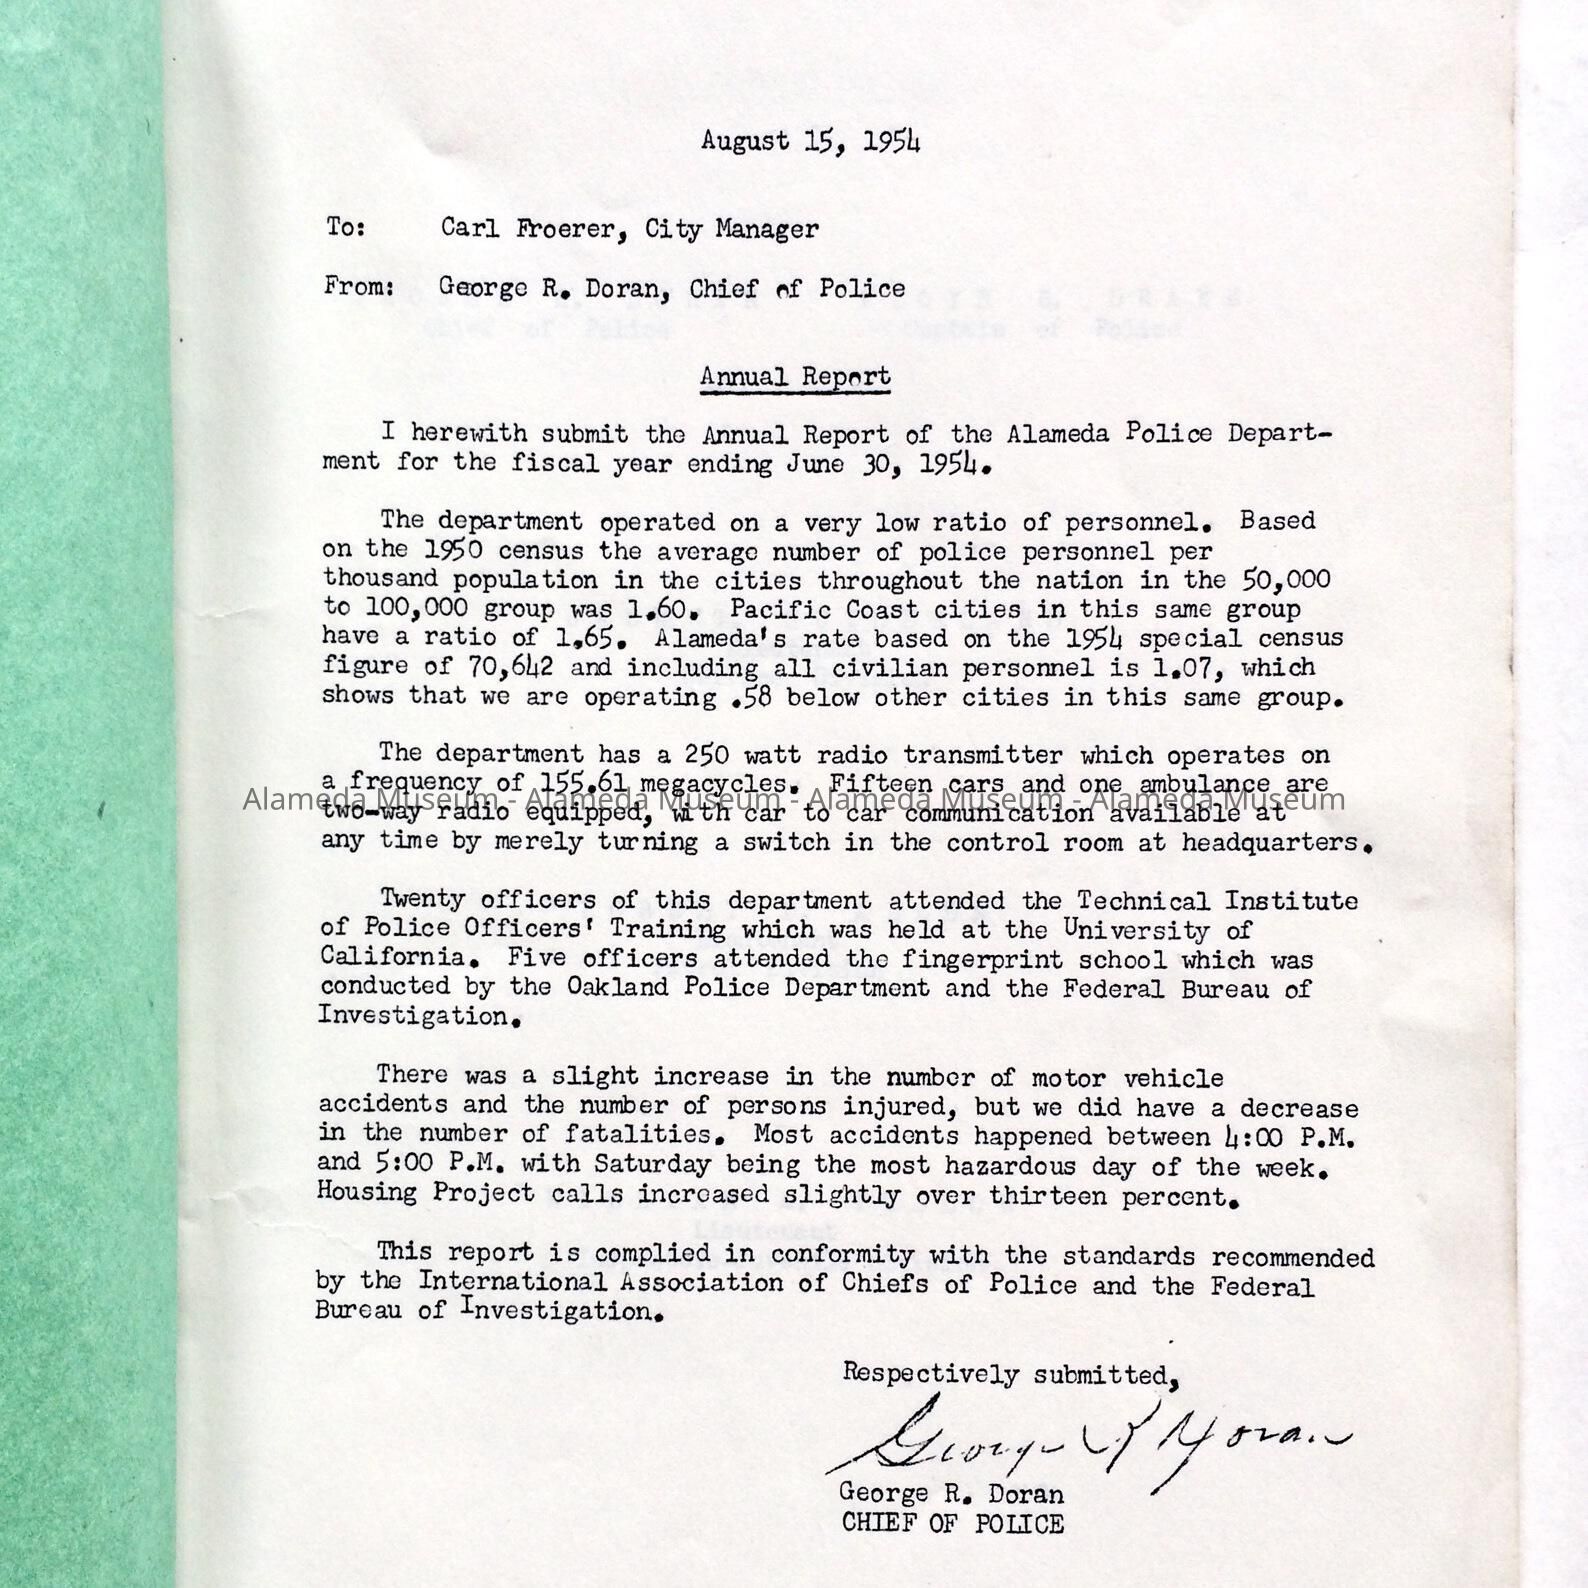 August 15, 1954
To: Carl Froerer, City Manager
From: George R. Doran, Chief of Police
Annual Report
I herewith submit the Annual Report of the Alameda Police Depart-
ment for the fiscal year ending June 30, 1954.
The department operated on a very low ratio of personnel. Based
on the 1950 census the average number of police personnel per
thousand population in the cities throughout the nation in the 50,000
to 100,000 group was 1.60. Pacific Coast cities in this same group
have a ratio of 1.65. Alameda's rate based on the 1954 special census
figure of 70,642 and including all civilian personnel is 1.07, which
shows that we are operating .58 below other cities in this same group.
The department has a 250 watt radio transmitter which operates on
a frequency of 155.61 megacycles. Fifteen cars and one ambulance are
Alameda Museum - Alameda Museum - Alameda Museum - Alameda Museum
two-way radio equipped, with car to car communication available at
any time by merely turning a switch in the control room at headquarters.
Twenty officers of this department attended the Technical Institute
of Police Officers' Training which was held at the University of
California. Five officers attended the fingerprint school which was
conducted by the Oakland Police Department and the Federal Bureau of
Investigation.
There was a slight increase in the number of motor vehicle
accidents and the number of persons injured, but we did have a decrease
in the number of fatalities. Most accidents happened between 4:00 P.M.
and 5:00 P.M. with Saturday being the most hazardous day of the week.
Housing Project calls increased slightly over thirteen percent.
This report is complied in conformity with the standards recommended
by the International Association of Chiefs of Police and the Federal
Bureau of Investigation.
Respectively submitted,
George R Doran
George R. Doran
CHIEF OF POLICE